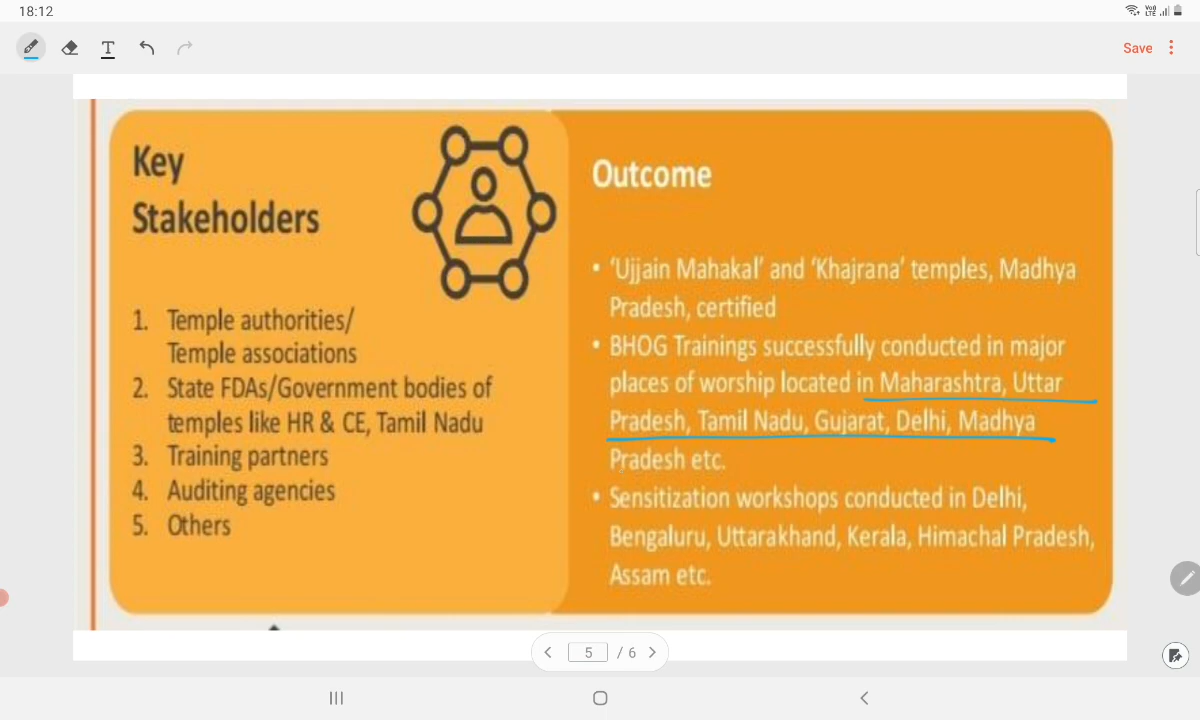 18:12
Save
Key
Stakeholders
1. Temple authorities/
Temple associations
2. State FDAs/Government bodies of
temples like HR & CE, Tamil Nadu
3. Training partners
4. Auditing agencies
5. Others
Outcome
• 'Ujjain Mahakal' and 'Khajrana' temples, Madhya
Pradesh, certified
• BHOG Trainings successfully conducted in major
places of worship located in Maharashtra, Uttar
Pradesh, Tamil Nadu, Gujarat, Delhi, Madhya
Pradesh etc.
• Sensitization workshops conducted in Delhi,
Bengaluru, Uttarakhand, Kerala, Himachal Pradesh,
Assam etc.
5 / 6